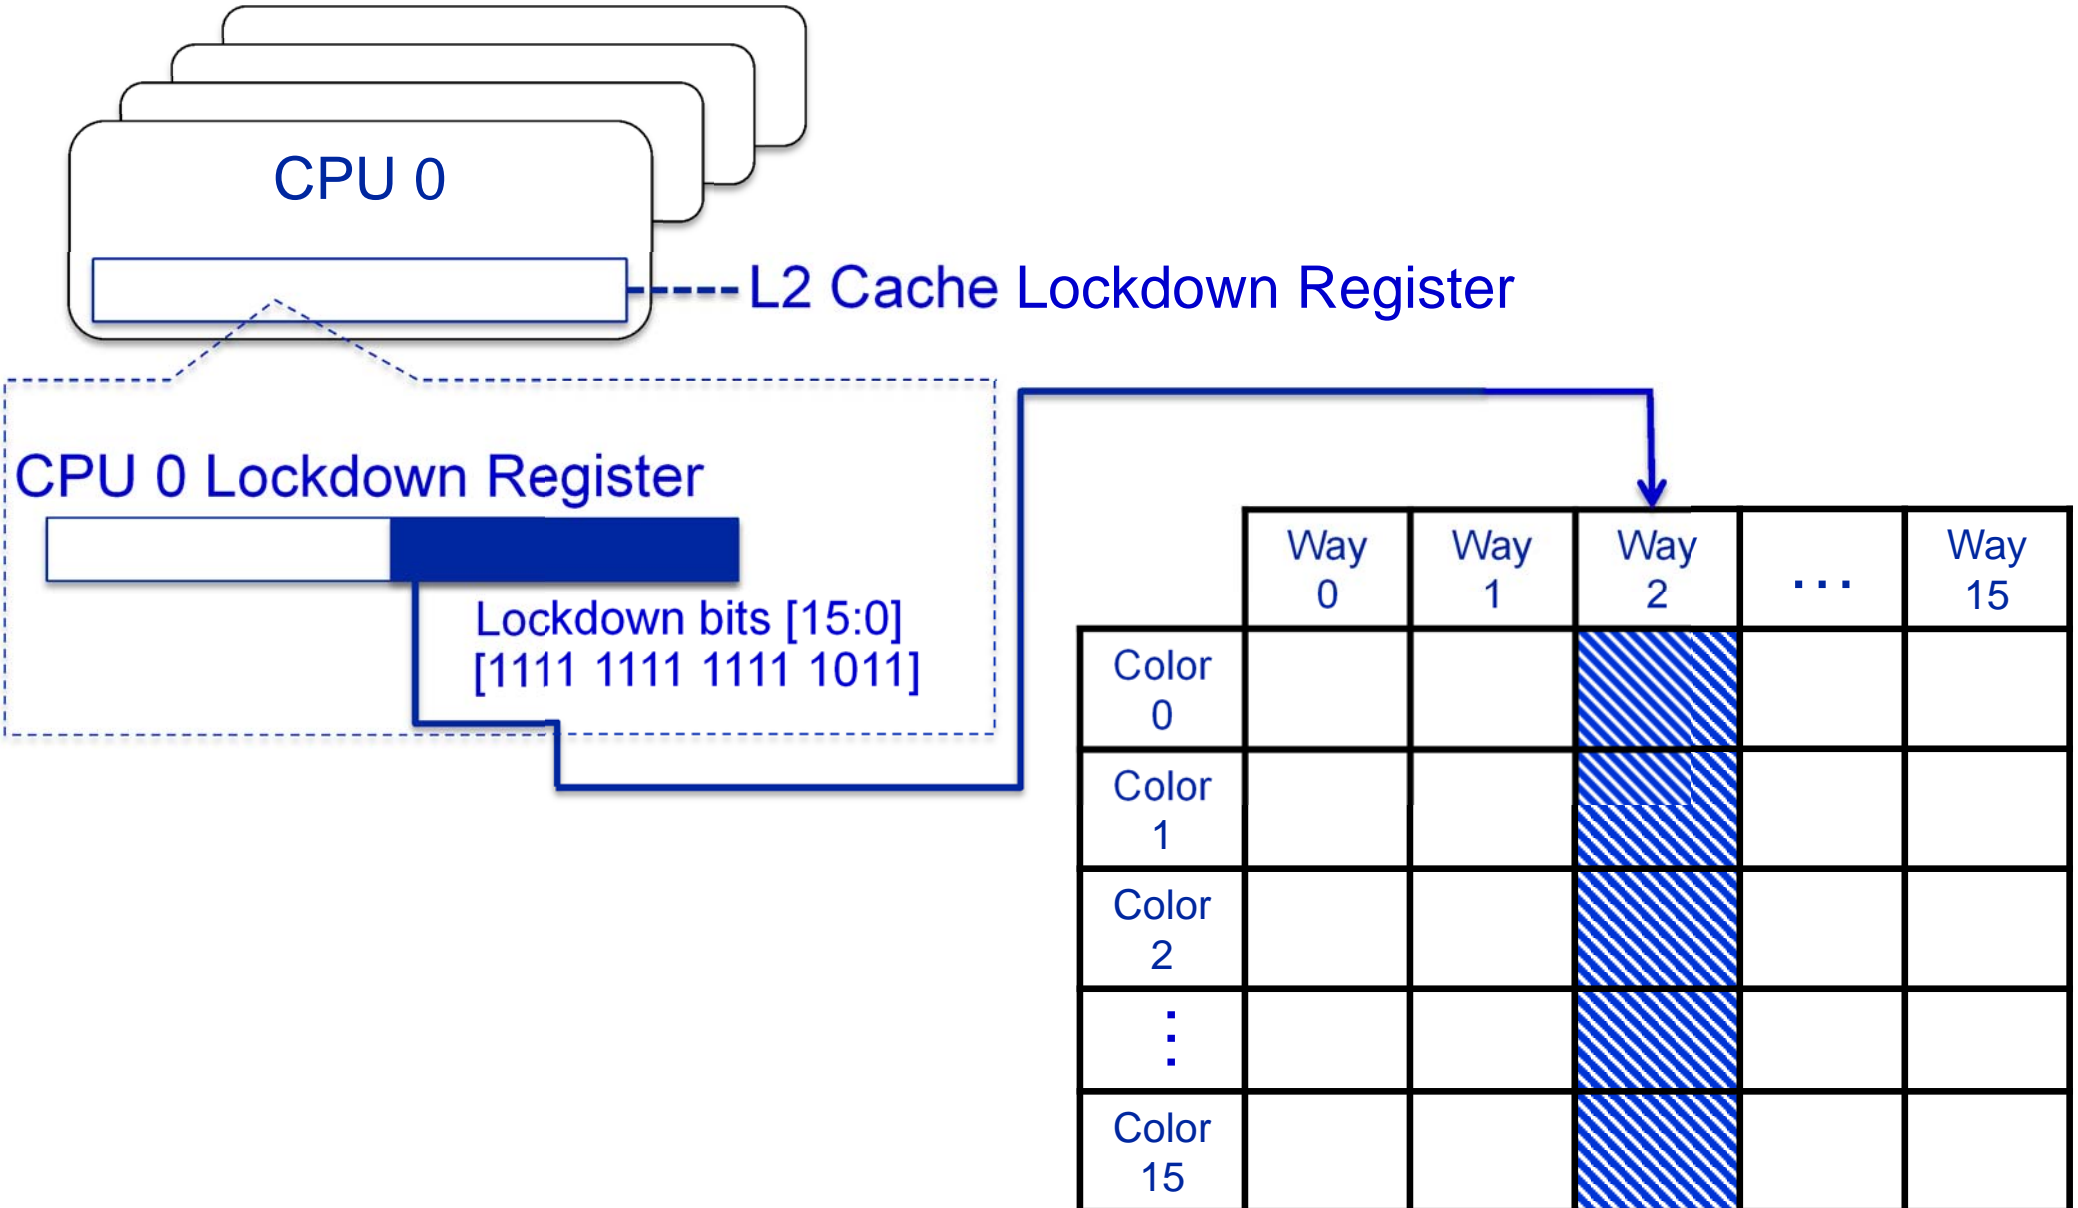 CPU 0
L2 Cache Lockdown Register
CPU 0 Lockdown Register
Lockdown bits [15:0]
[1111 1111 1111 1011]
Way
0
Way
1
Way
2
...
Way
15
Color
0
Color
1
Color
2
⋮
Color
15